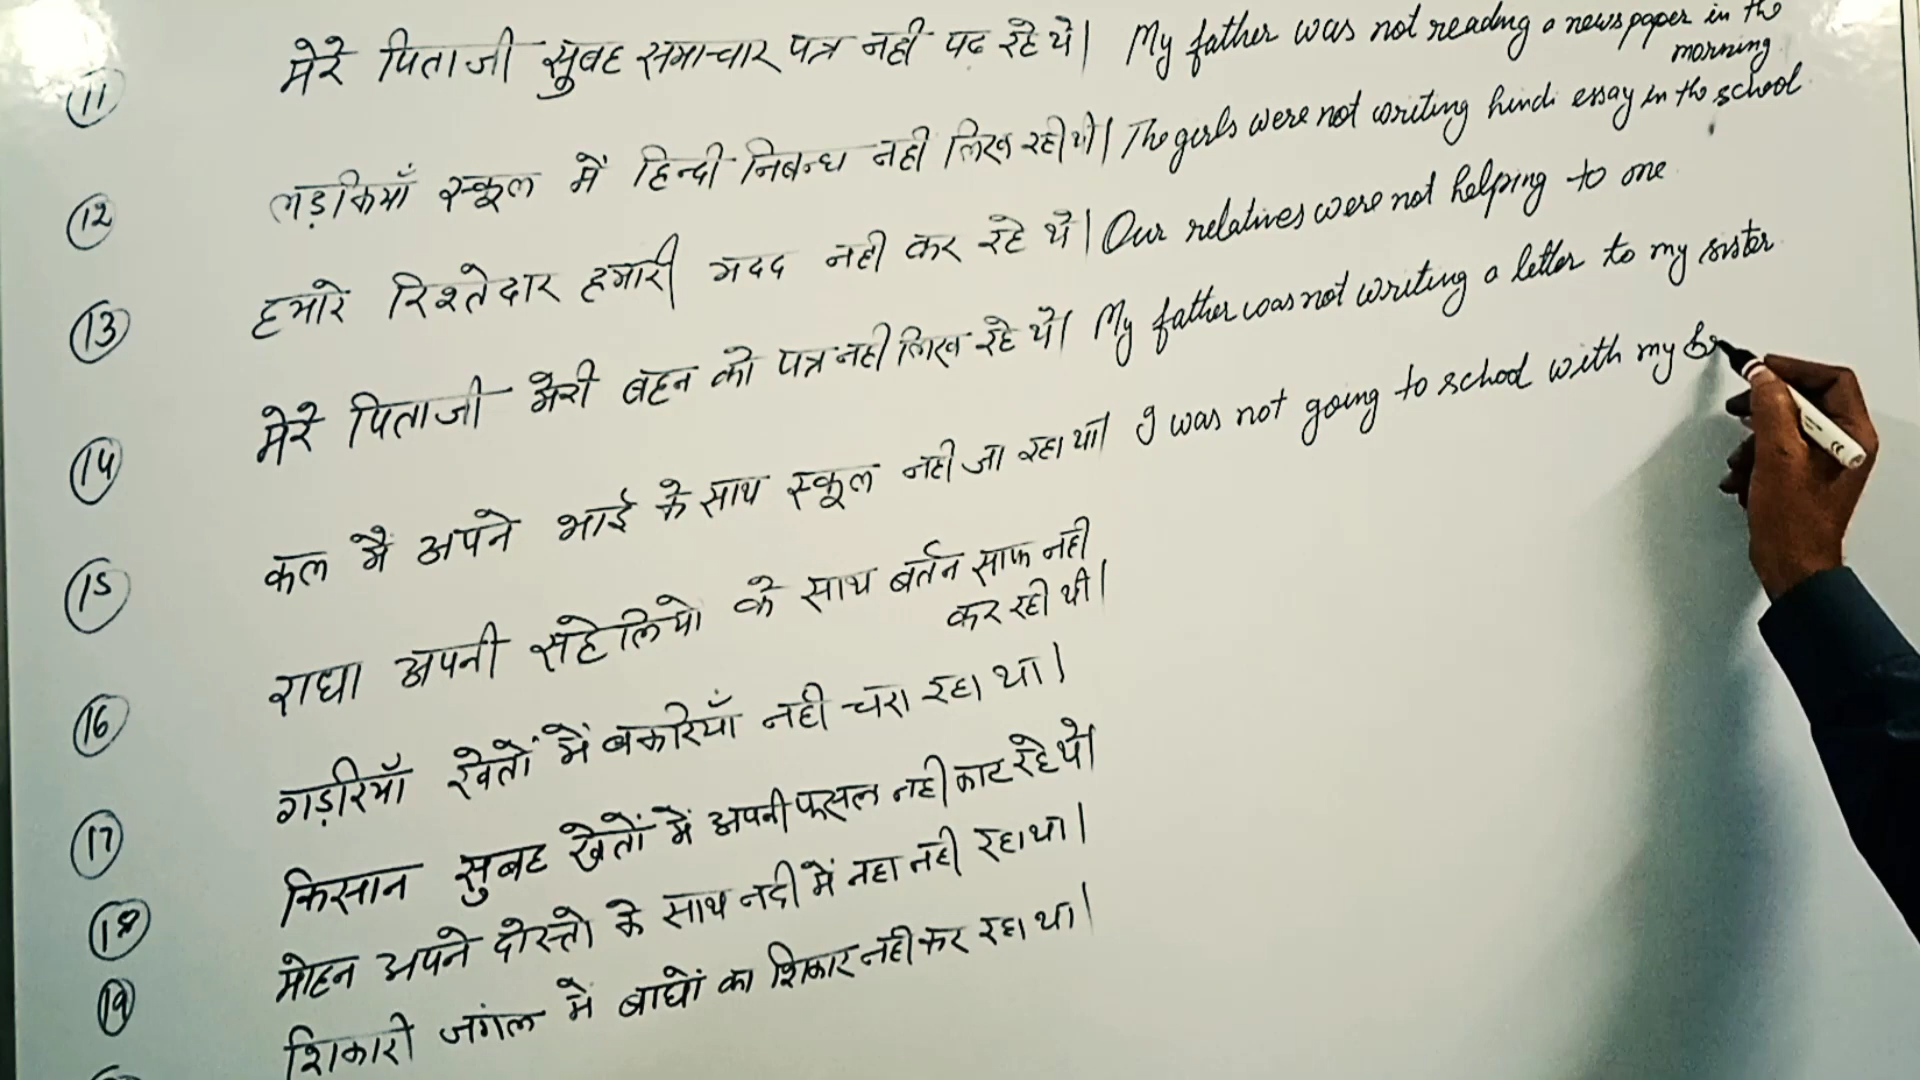 (11) मेरे पिताजी सुबह समाचार पत्र नही पढ रहे थे। My father was not reading a newspaper in the
morning
(12) लड़कियाँ स्कूल में हिन्दी निबन्ध नही लिख रही थी। The girls were not writing hindi essay in the school
(13) हमारे रिश्तेदार हमारी मदद नही कर रहे थे। Our relatives were not helping to one
(14) मेरे पिताजी मेरी बहन को पत्र नही लिख रहे थे। My father was not writing a letter to my sister
(15) कल मैं अपने भाई के साथ स्कूल नही जा रहा था। I was not going to school with my br
(16) राधा अपनी सहेलियो के साथ बर्तन साफ नही
कर रही थी।
(17) गड़रियाँ खेतों में बकरियाँ नही चरा रहा था।
(18) किसान सुबह खेतों में अपनी फसल नही काट रहे थे।
(19) मोहन अपने दोस्तो के साथ नदी में नहा नही रहा था।
शिकारी जंगल में बाघों का शिकार नही कर रहा था।